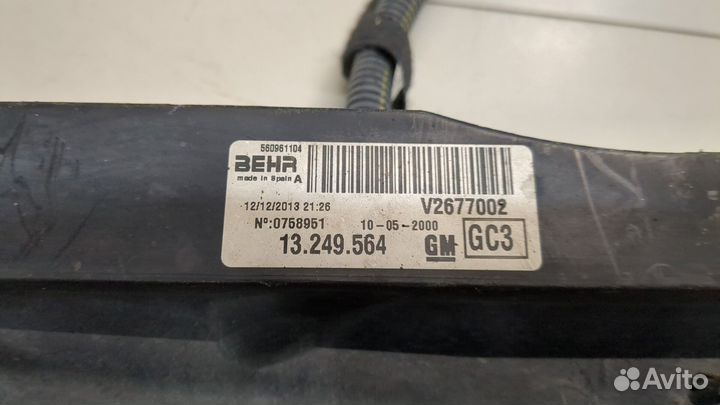 560961104
BEHR
made in Spain A
12/12/2013 21:26
V2677002
Nº:0758951 10-05-2000
13.249.564 GM GC3
Avito